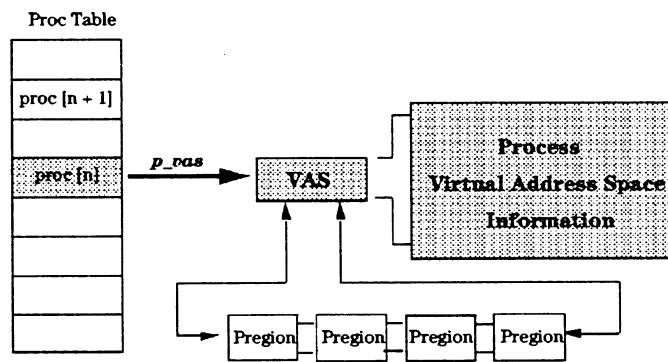 Proc Table
proc [n + 1]
proc [n]
p_vas
VAS
Process
Virtual Address Space
Information
Pregion
Pregion
Pregion
Pregion